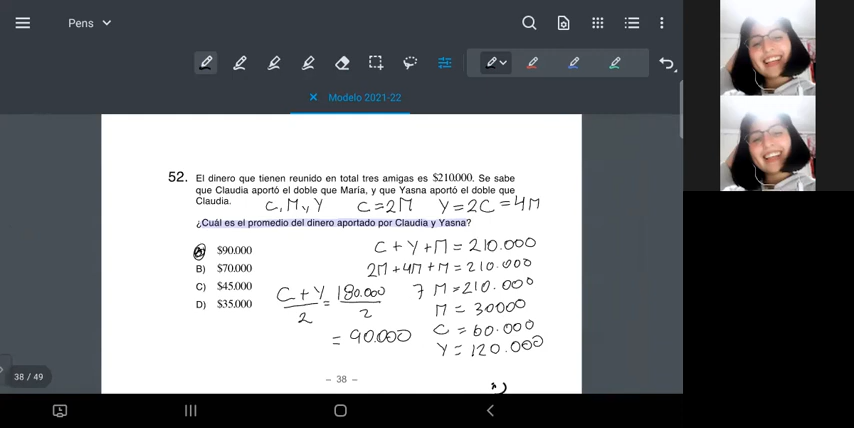 Pens
Modelo 2021-22
52. El dinero que tienen reunido en total tres amigas es $210.000. Se sabe
que Claudia aportó el doble que María, y que Yasna aportó el doble que
Claudia.
C, M, Y C=2M Y=2C=4M
¿Cuál es el promedio del dinero aportado por Claudia y Yasna?
A) $90.000
B) $70.000
C) $45.000
D) $35.000
C+Y+M=210.000
2M+4M+M=210.000
7M=210.000
M=30000
C=60.000
Y=120.000
C+Y/2=180.000/2
=90.000
– 38 –
38 / 49